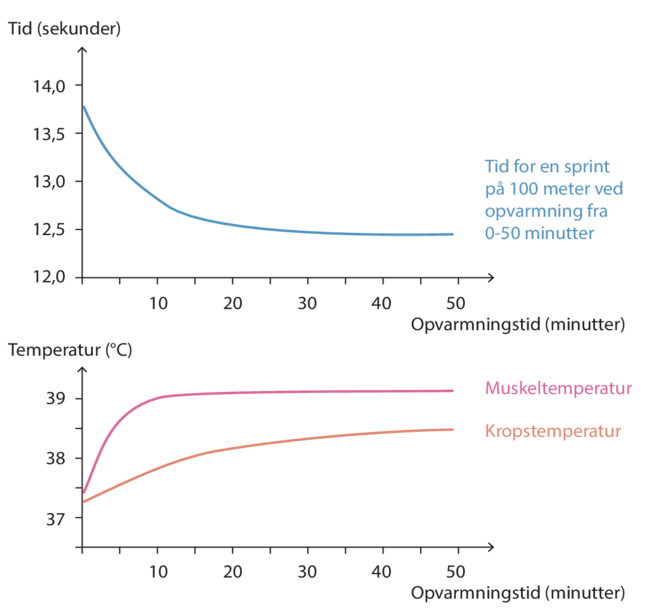 Tid (sekunder)
14,0
13,5
13,0
12,5
12,0
Tid for en sprint
på 100 meter ved
opvarmning fra
0-50 minutter
10 20 30 40 50
Opvarmningstid (minutter)
Temperatur (°C)
39
38
37
Muskeltemperatur
Kropstemperatur
10 20 30 40 50
Opvarmningstid (minutter)